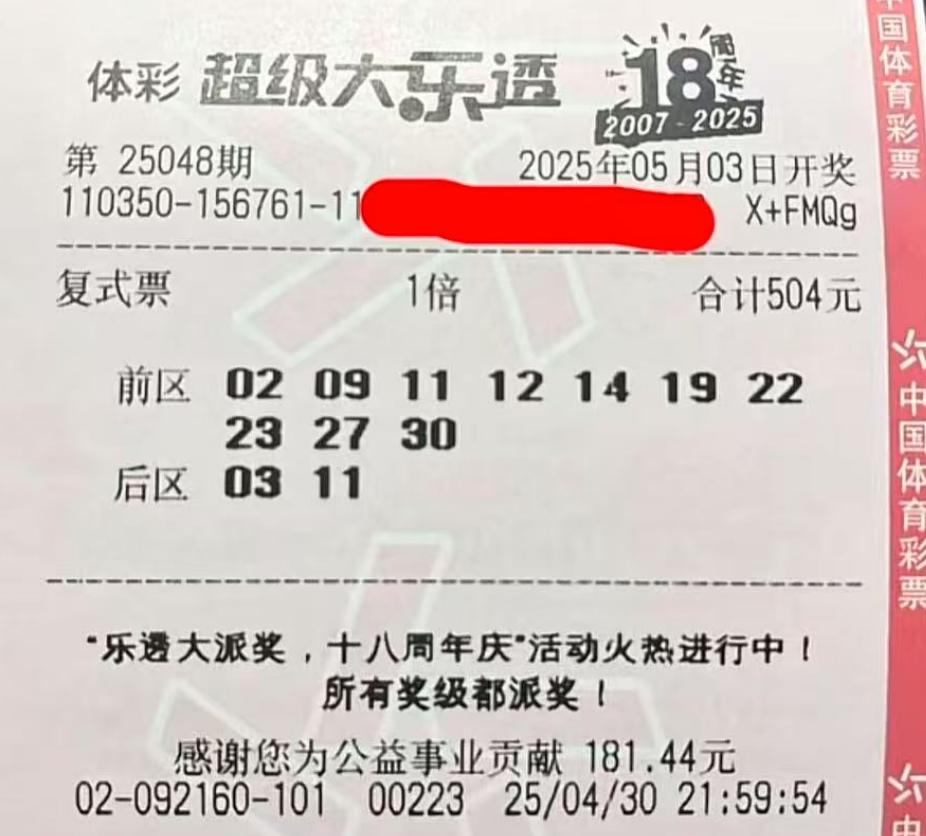 体彩 超级大乐透 18周年
2007-2025
第 25048期 2025年05月03日开奖
110350-156761-11 X+FMQg
复式票 1倍 合计504元
前区 02 09 11 12 14 19 22
23 27 30
后区 03 11
“乐透大派奖，十八周年庆”活动火热进行中！
所有奖级都派奖！
感谢您为公益事业贡献 181.44元
02-092160-101 00223 25/04/30 21:59:54
中国体育彩票
中国体育彩票
中